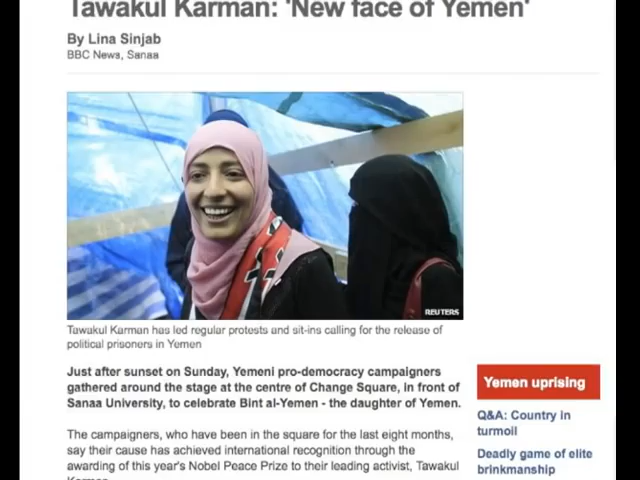 Tawakul Karman: 'New face of Yemen'
By Lina Sinjab
BBC News, Sanaa
REUTERS
Tawakul Karman has led regular protests and sit-ins calling for the release of
political prisoners in Yemen
Just after sunset on Sunday, Yemeni pro-democracy campaigners
gathered around the stage at the centre of Change Square, in front of
Sanaa University, to celebrate Bint al-Yemen - the daughter of Yemen.
The campaigners, who have been in the square for the last eight months,
say their cause has achieved international recognition through the
awarding of this year's Nobel Peace Prize to their leading activist, Tawakul
Karman
Yemen uprising
Q&A: Country in
turmoil
Deadly game of elite
brinkmanship